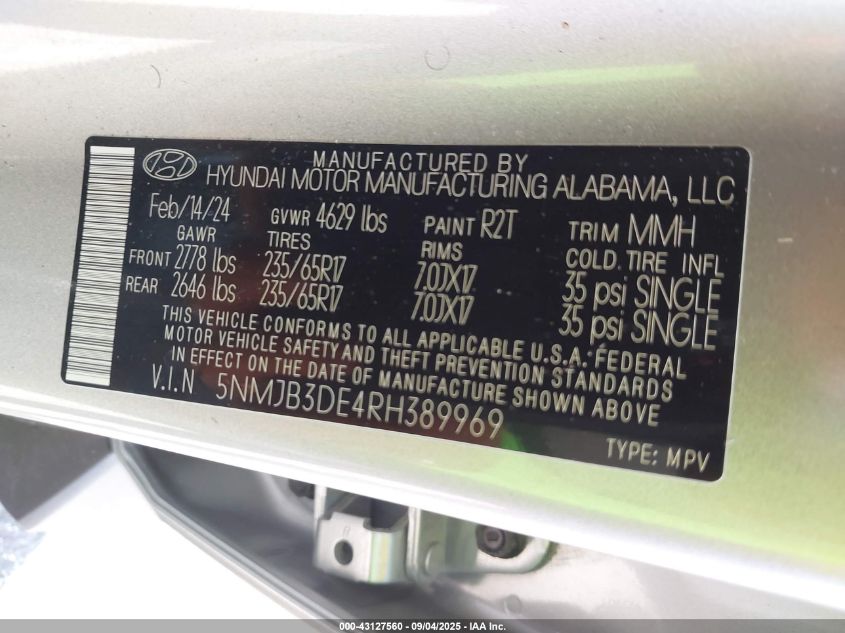 MANUFACTURED BY
HYUNDAI MOTOR MANUFACTURING ALABAMA, LLC
Feb/14/24 GVWR 4629 lbs PAINT R2T TRIM MMH
GAWR TIRES RIMS COLD TIRE INFL
FRONT 2778 lbs 235/65R17 7.0JX17 35 psi SINGLE
REAR 2646 lbs 235/65R17 7.0JX17 35 psi SINGLE
THIS VEHICLE CONFORMS TO ALL APPLICABLE U.S.A. FEDERAL
MOTOR VEHICLE SAFETY AND THEFT PREVENTION STANDARDS
IN EFFECT ON THE DATE OF MANUFACTURE SHOWN ABOVE
V.I.N 5NMJB3DE4RH389969
TYPE: MPV
000-43127560 - 09/04/2025 - IAA Inc.